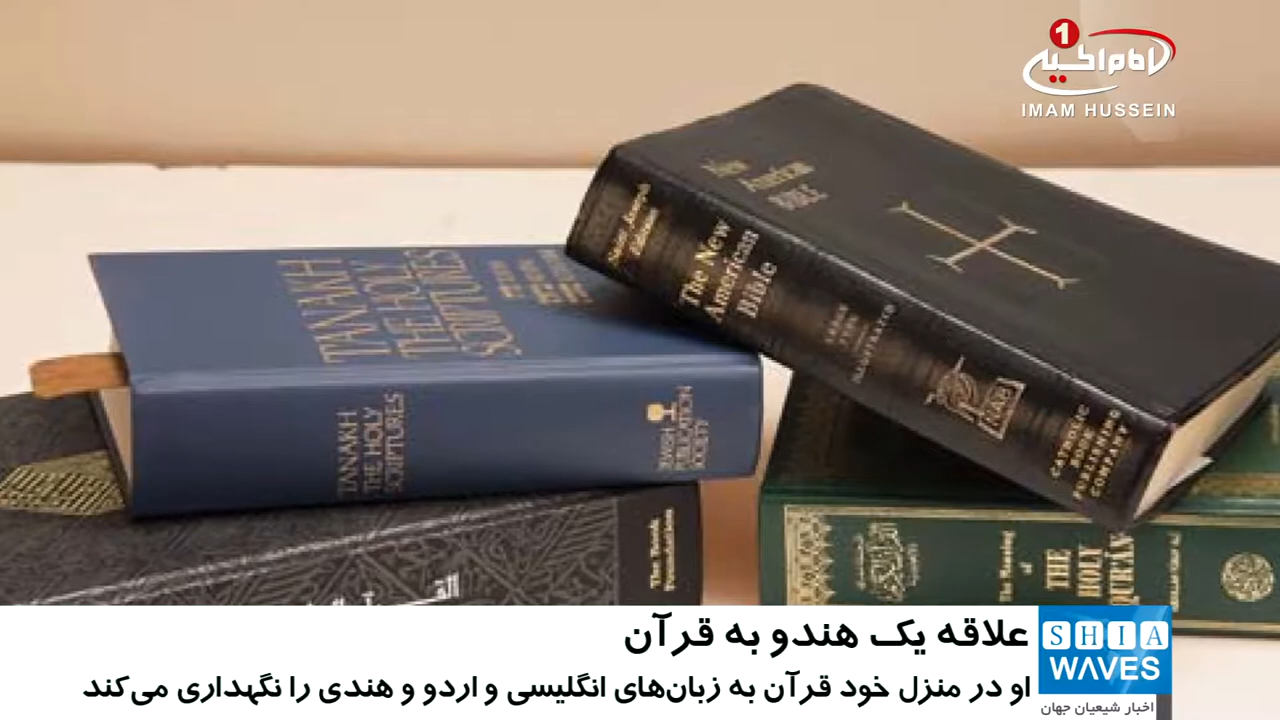 1
IMAM HUSSEIN
New
American
BIBLE
The New
American
Bible
ILLUSTRATED
CATHOLIC
BOOK
PUBLISHING
COMPANY
TANAKH
THE HOLY
SCRIPTURES
TANAKH
THE HOLY
SCRIPTURES
JEWISH
PUBLICATION
SOCIETY
The Meaning
of
THE
HOLY
QUR'AN
علاقه یک هندو به قرآن
او در منزل خود قرآن به زبان‌های انگلیسی و اردو و هندی را نگهداری می‌کند
SHIA
WAVES
اخبار شیعیان جهان